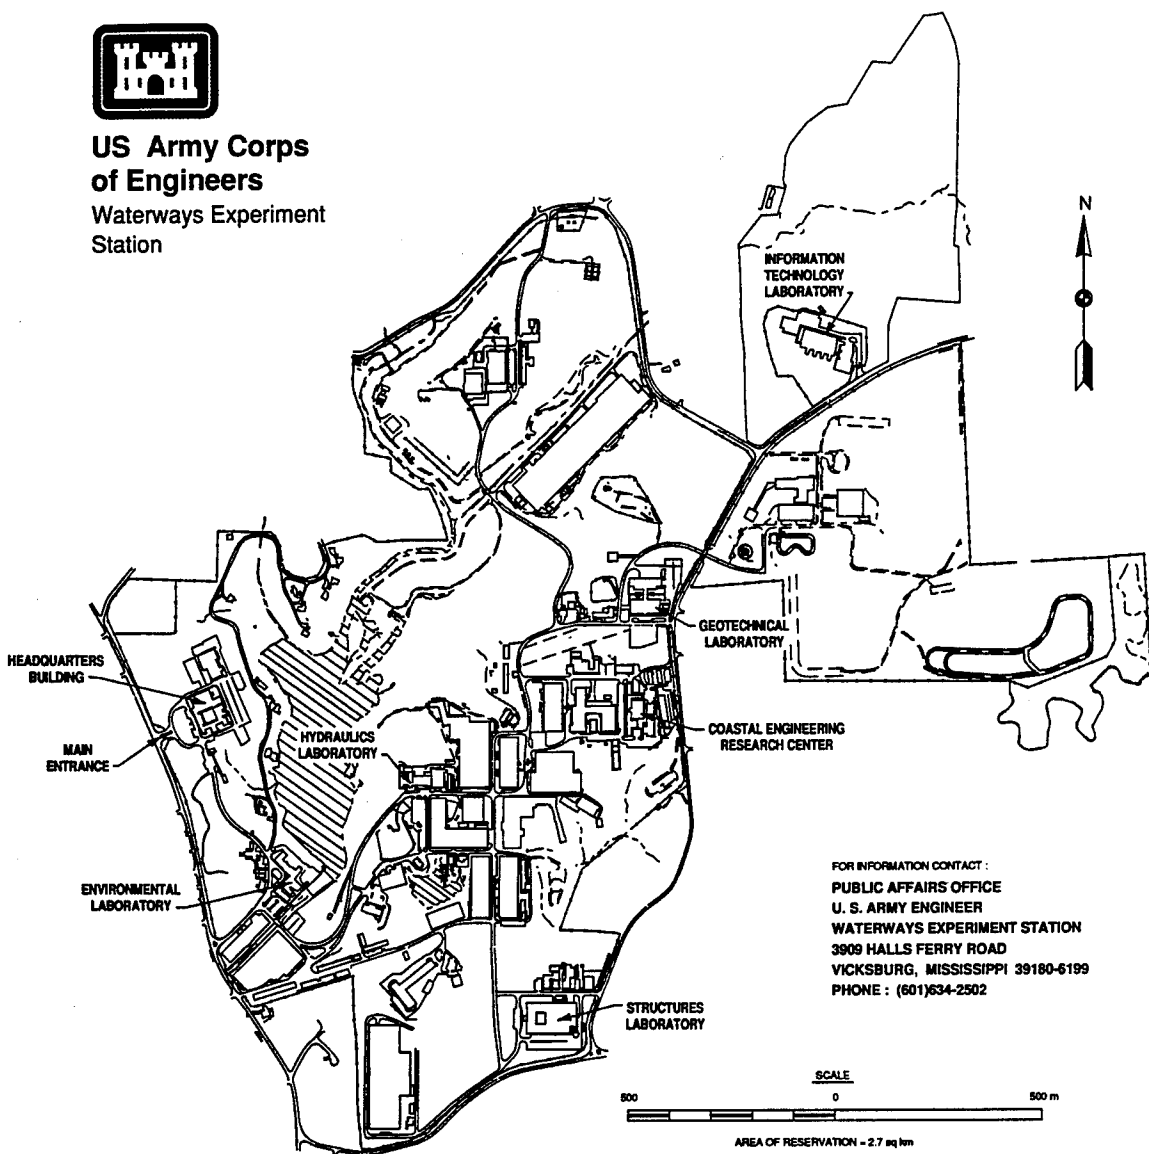 US Army Corps
of Engineers
Waterways Experiment
Station
N
INFORMATION
TECHNOLOGY
LABORATORY
GEOTECHNICAL
LABORATORY
HEADQUARTERS
BUILDING
MAIN
ENTRANCE
HYDRAULICS
LABORATORY
COASTAL ENGINEERING
RESEARCH CENTER
ENVIRONMENTAL
LABORATORY
STRUCTURES
LABORATORY
FOR INFORMATION CONTACT :
PUBLIC AFFAIRS OFFICE
U. S. ARMY ENGINEER
WATERWAYS EXPERIMENT STATION
3909 HALLS FERRY ROAD
VICKSBURG, MISSISSIPPI 39180-6199
PHONE : (601)634-2502
SCALE
500 0 500 m
AREA OF RESERVATION = 2.7 sq km